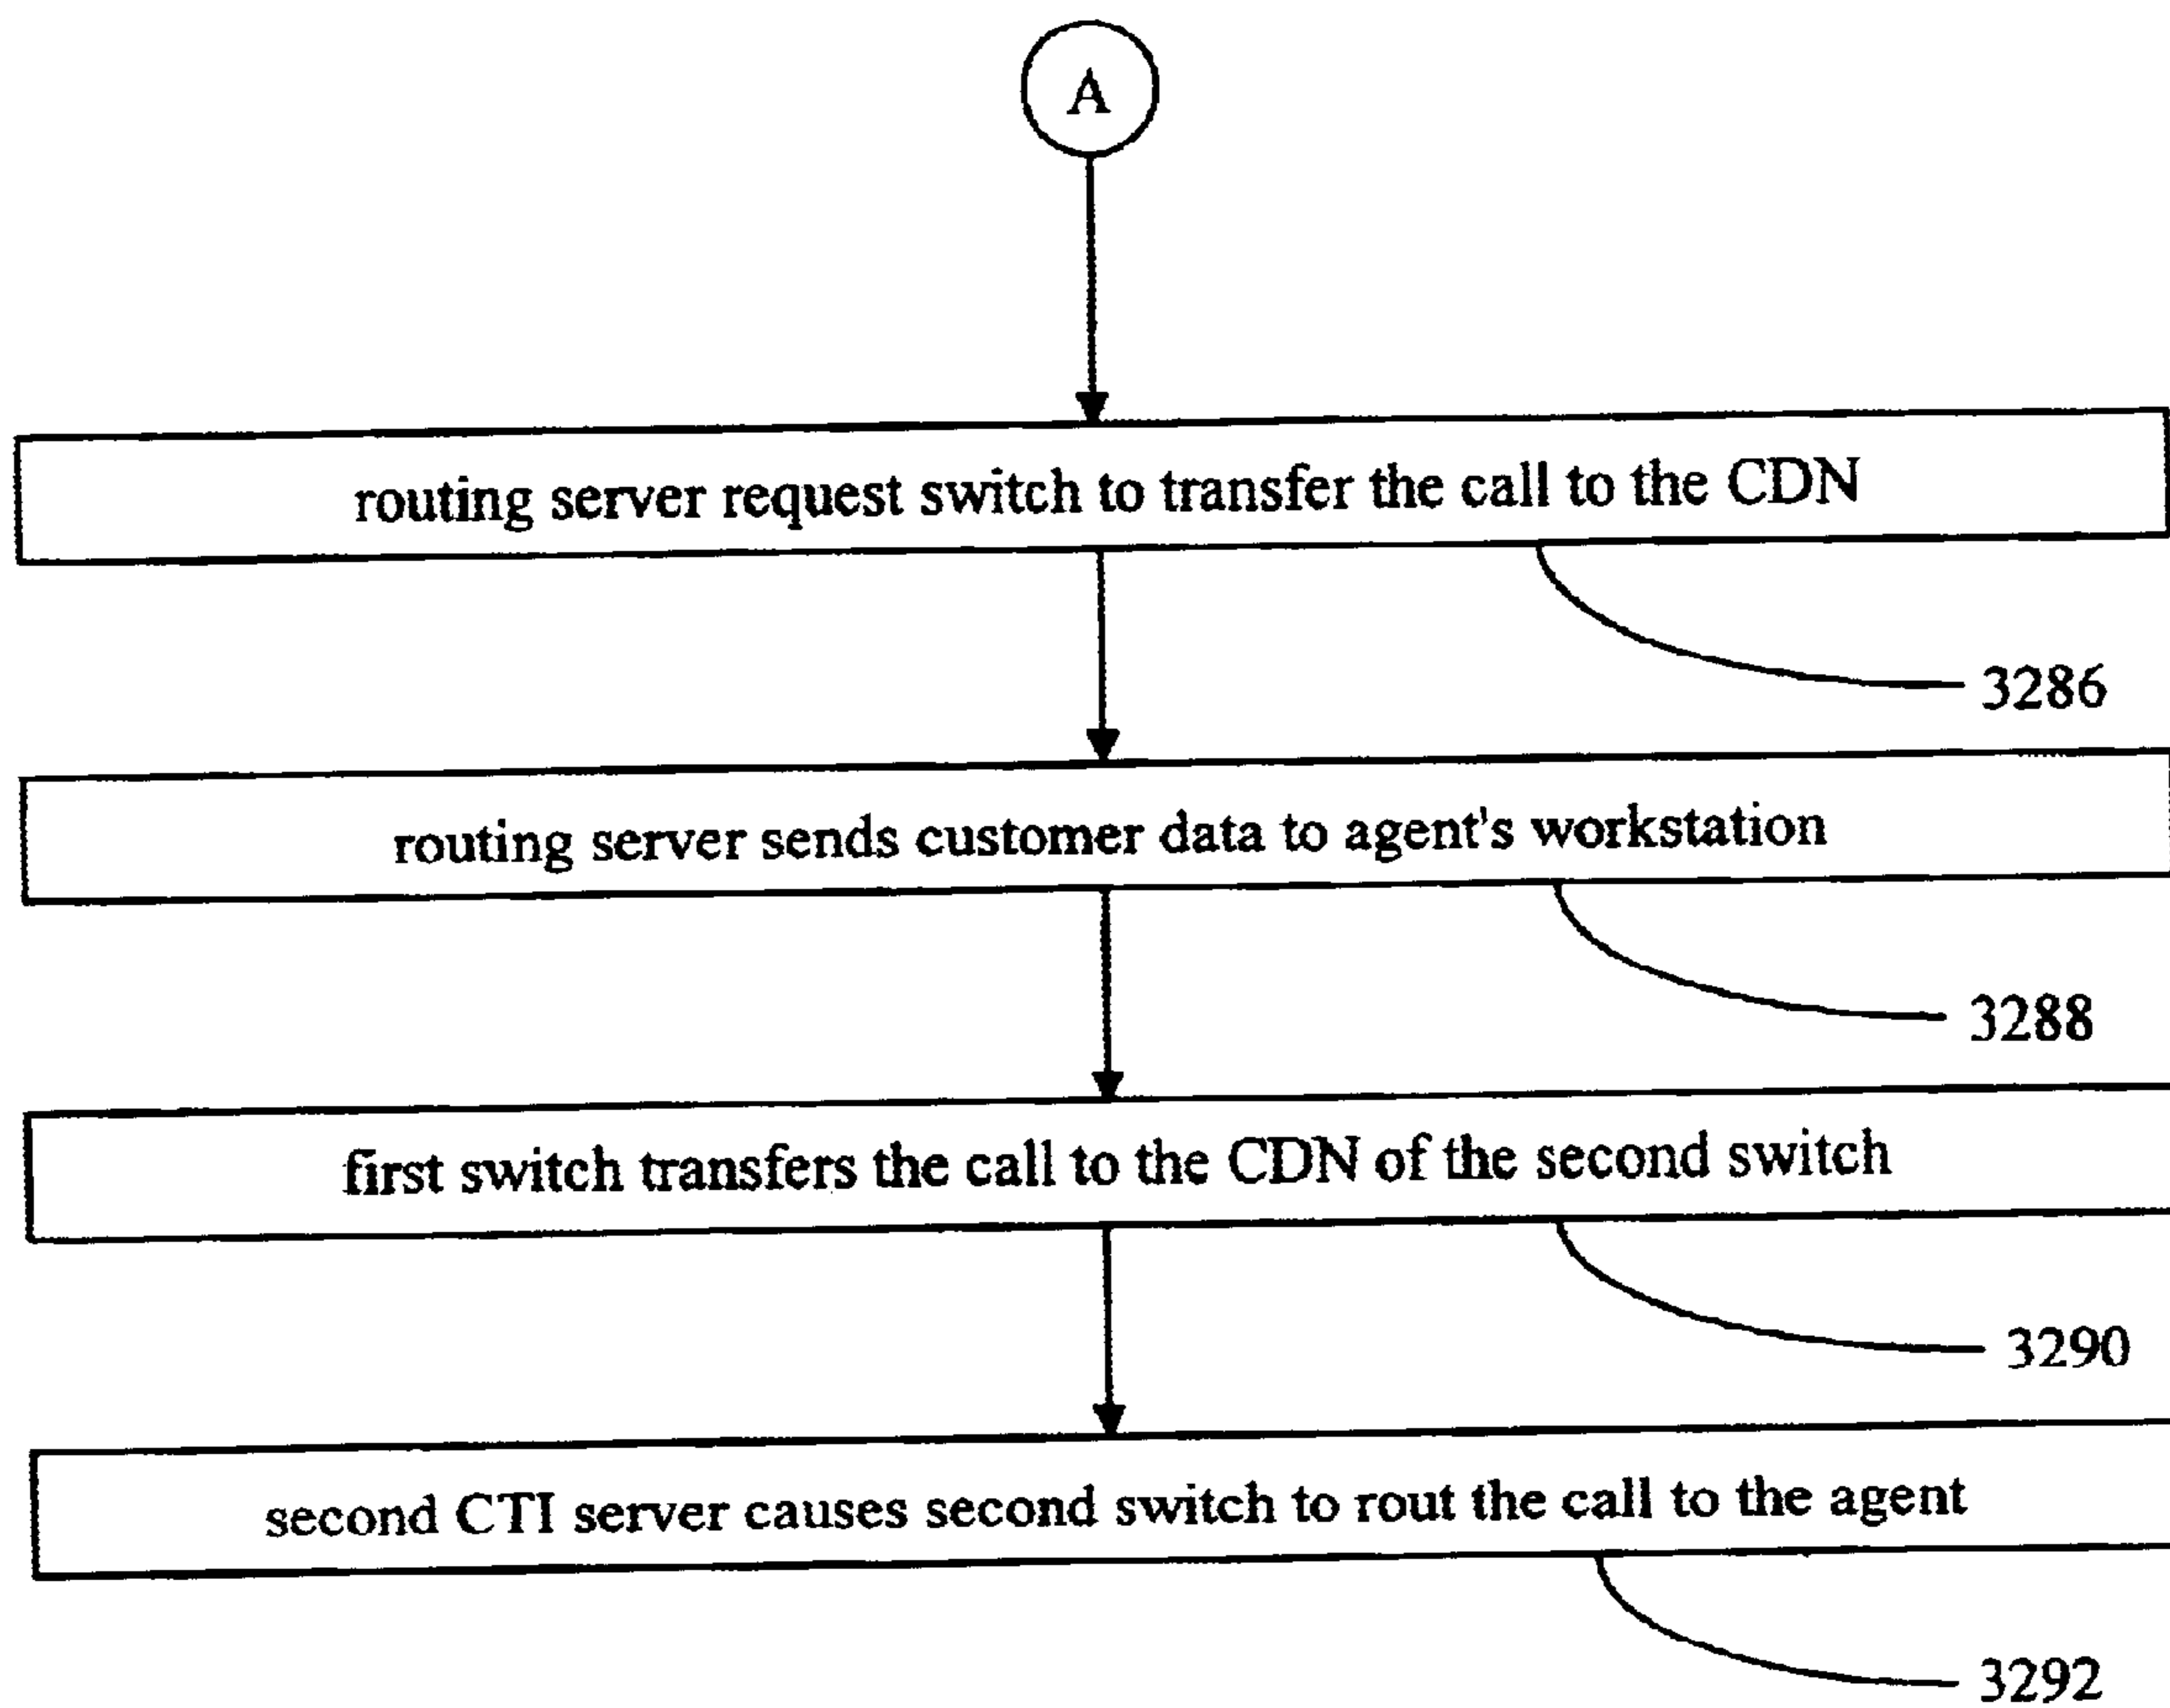 A
routing server request switch to transfer the call to the CDN
3286
routing server sends customer data to agent's workstation
3288
first switch transfers the call to the CDN of the second switch
3290
second CTI server causes second switch to rout the call to the agent
3292